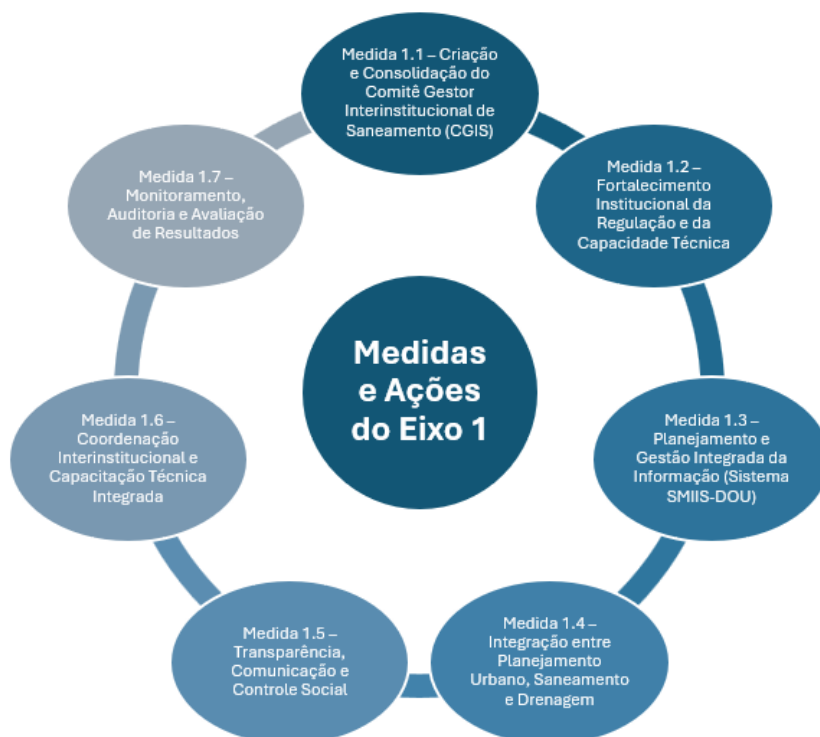 Medida 1.1 – Criação
e Consolidação do
Comitê Gestor
Interinstitucional de
Saneamento (CGIS)
Medida 1.2 –
Fortalecimento
Institucional da
Regulação e da
Capacidade Técnica
Medida 1.3 –
Planejamento e
Gestão Integrada da
Informação (Sistema
SMIIS-DOU)
Medida 1.4 –
Integração entre
Planejamento
Urbano, Saneamento
e Drenagem
Medida 1.5 –
Transparência,
Comunicação e
Controle Social
Medida 1.6 –
Coordenação
Interinstitucional e
Capacitação Técnica
Integrada
Medida 1.7 –
Monitoramento,
Auditoria e Avaliação
de Resultados
Medidas
e Ações
do Eixo 1